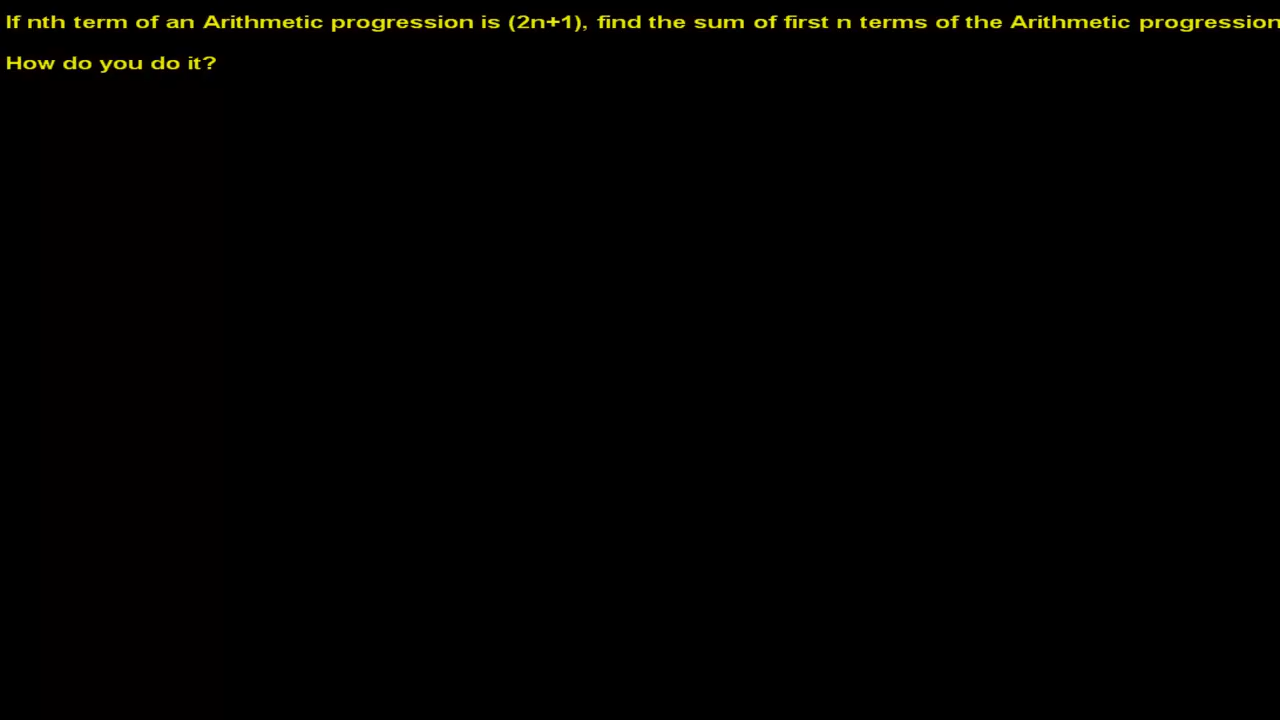 If nth term of an Arithmetic progression is (2n+1), find the sum of first n terms of the Arithmetic progression
How do you do it?